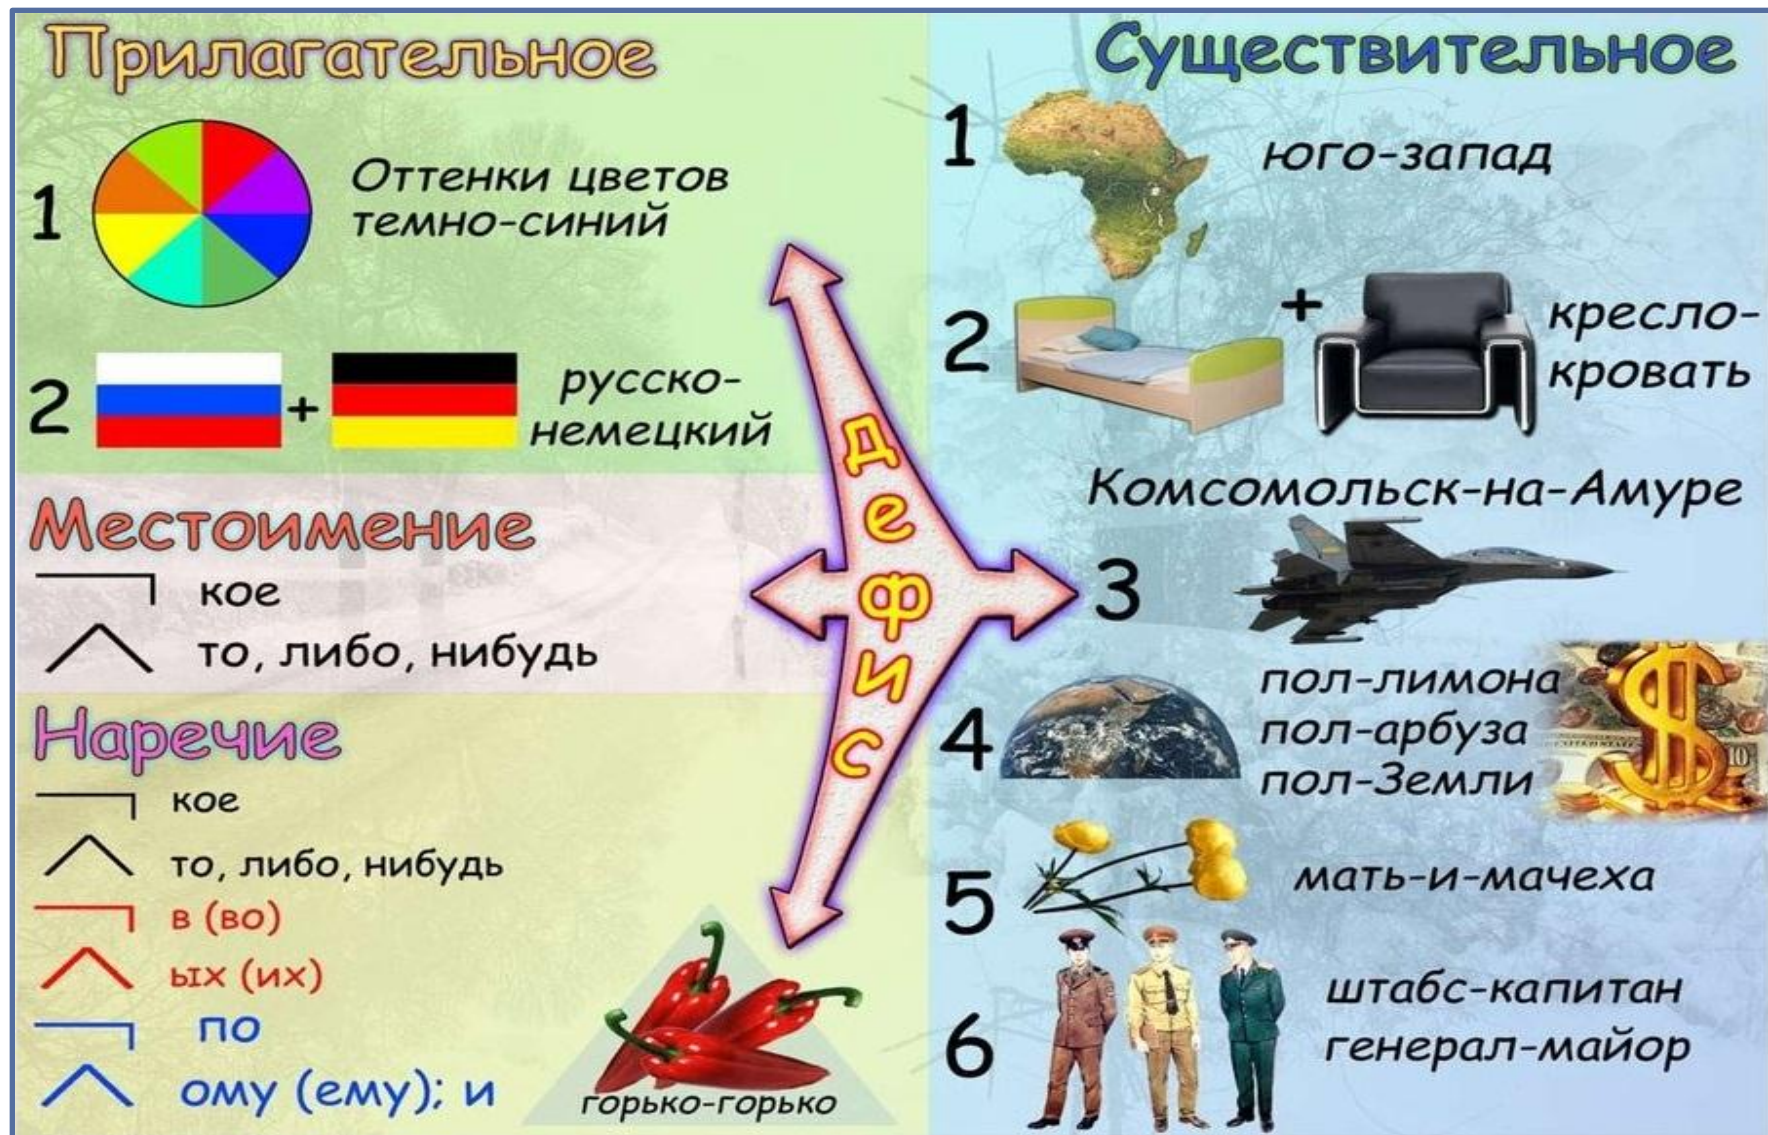 Прилагательное
1
Оттенки цветов
темно-синий
2
+
русско-
немецкий
Местоимение
кое
то, либо, нибудь
Наречие
кое
то, либо, нибудь
в (во)
ых (их)
по
ому (ему); и
горько-горько
дефис
Существительное
1
юго-запад
2
+
кресло-
кровать
Комсомольск-на-Амуре
3
4
пол-лимона
пол-арбуза
пол-Земли
10
5
мать-и-мачеха
6
штабс-капитан
генерал-майор